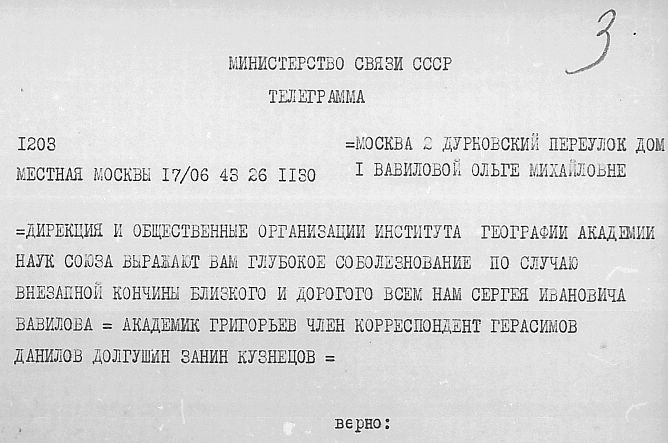 3
МИНИСТЕРСТВО СВЯЗИ СССР
ТЕЛЕГРАММА
I203
=МОСКВА 2 ДУРНОВСКИЙ ПЕРЕУЛОК ДОМ
МЕСТНАЯ МОСКВЫ I7/06 43 26 II30
I ВАВИЛОВОЙ ОЛЬГЕ МИХАЙЛОВНЕ
=ДИРЕКЦИЯ И ОБЩЕСТВЕННЫЕ ОРГАНИЗАЦИИ ИНСТИТУТА ГЕОГРАФИИ АКАДЕМИИ
НАУК СОЮЗА ВЫРАЖАЮТ ВАМ ГЛУБОКОЕ СОБОЛЕЗНОВАНИЕ ПО СЛУЧАЮ
ВНЕЗАПНОЙ КОНЧИНЫ БЛИЗКОГО И ДОРОГОГО ВСЕМ НАМ СЕРГЕЯ ИВАНОВИЧА
ВАВИЛОВА = АКАДЕМИК ГРИГОРЬЕВ ЧЛЕН КОРРЕСПОНДЕНТ ГЕРАСИМОВ
ДАНИЛОВ ДОЛГУШИН ЗАНИН КУЗНЕЦОВ =
верно: